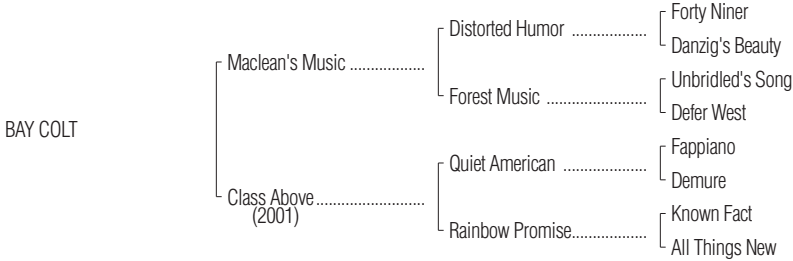 Forty Niner
Distorted Humor ..................
Danzig's Beauty
Maclean's Music ..................
Unbridled's Song
Forest Music ........................
Defer West
BAY COLT
Fappiano
Quiet American ....................
Demure
Class Above..........................
(2001)
Known Fact
Rainbow Promise..................
All Things New